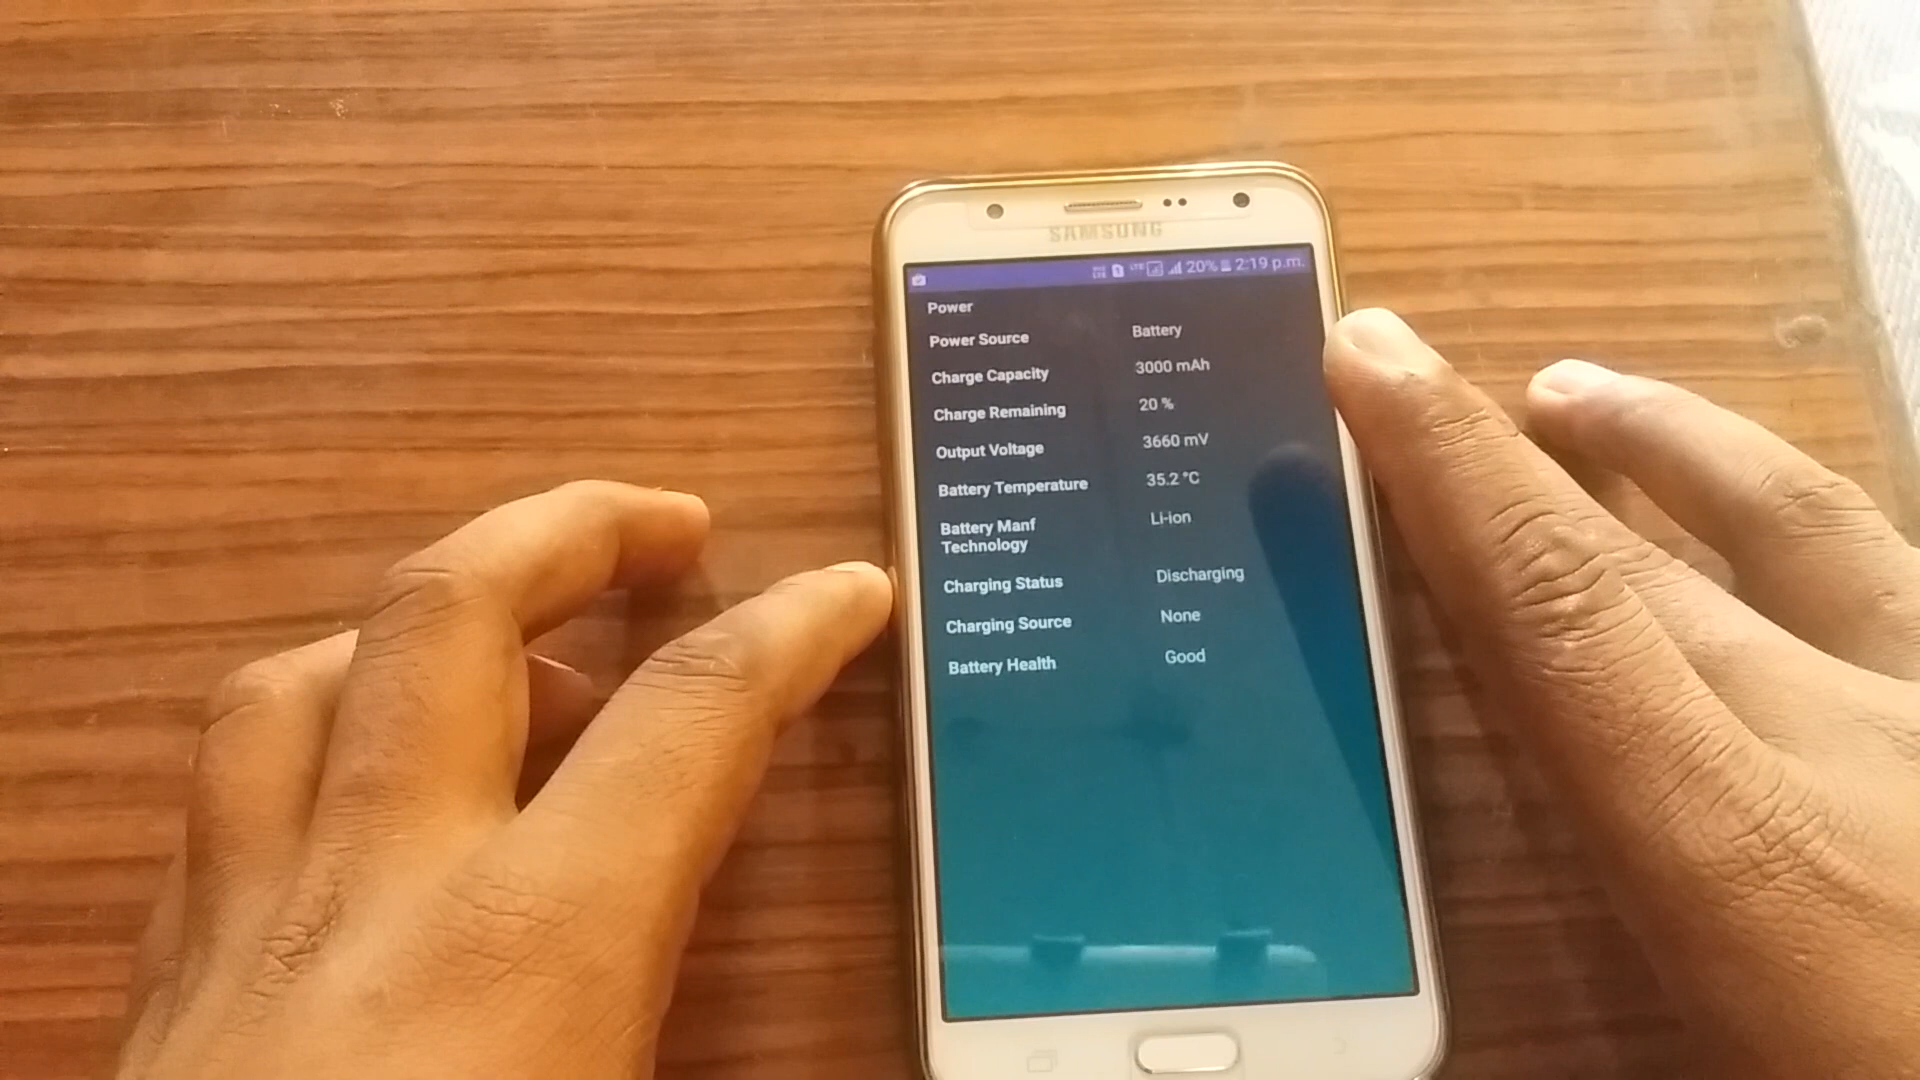 SAMSUNG
LTE 20% 2:19 p.m.
Power
Power Source Battery
Charge Capacity 3000 mAh
Charge Remaining 20 %
Output Voltage 3660 mV
Battery Temperature 35.2 °C
Battery Manf Li-ion
Technology
Charging Status Discharging
Charging Source None
Battery Health Good